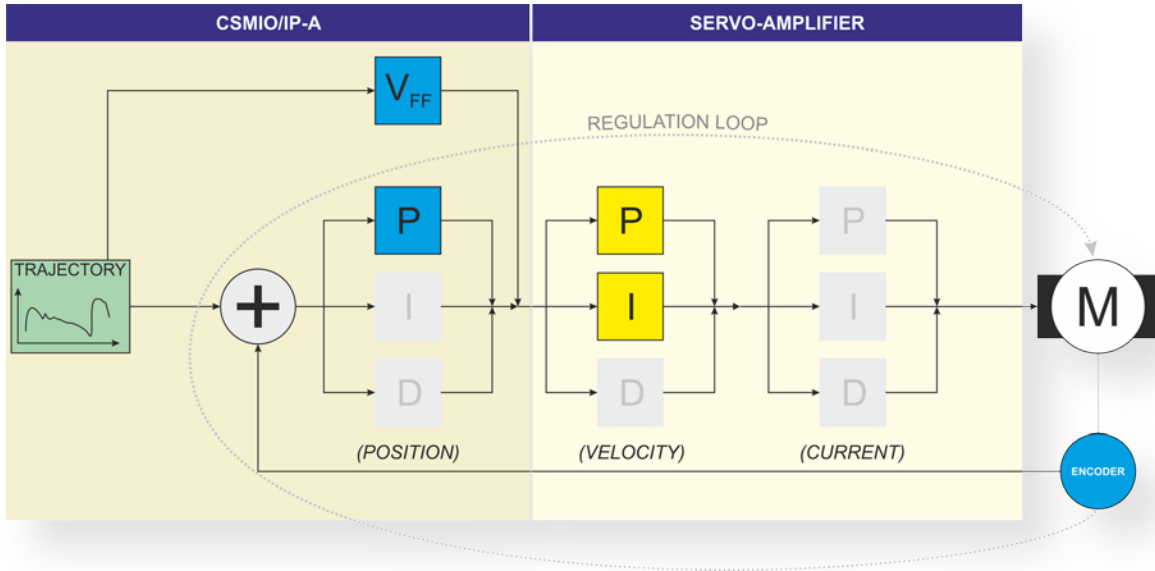 CSMIO/IP-A
SERVO-AMPLIFIER
VFF
REGULATION LOOP
P
P
P
TRAJECTORY
+
I
I
I
M
D
D
D
(POSITION)
(VELOCITY)
(CURRENT)
ENCODER